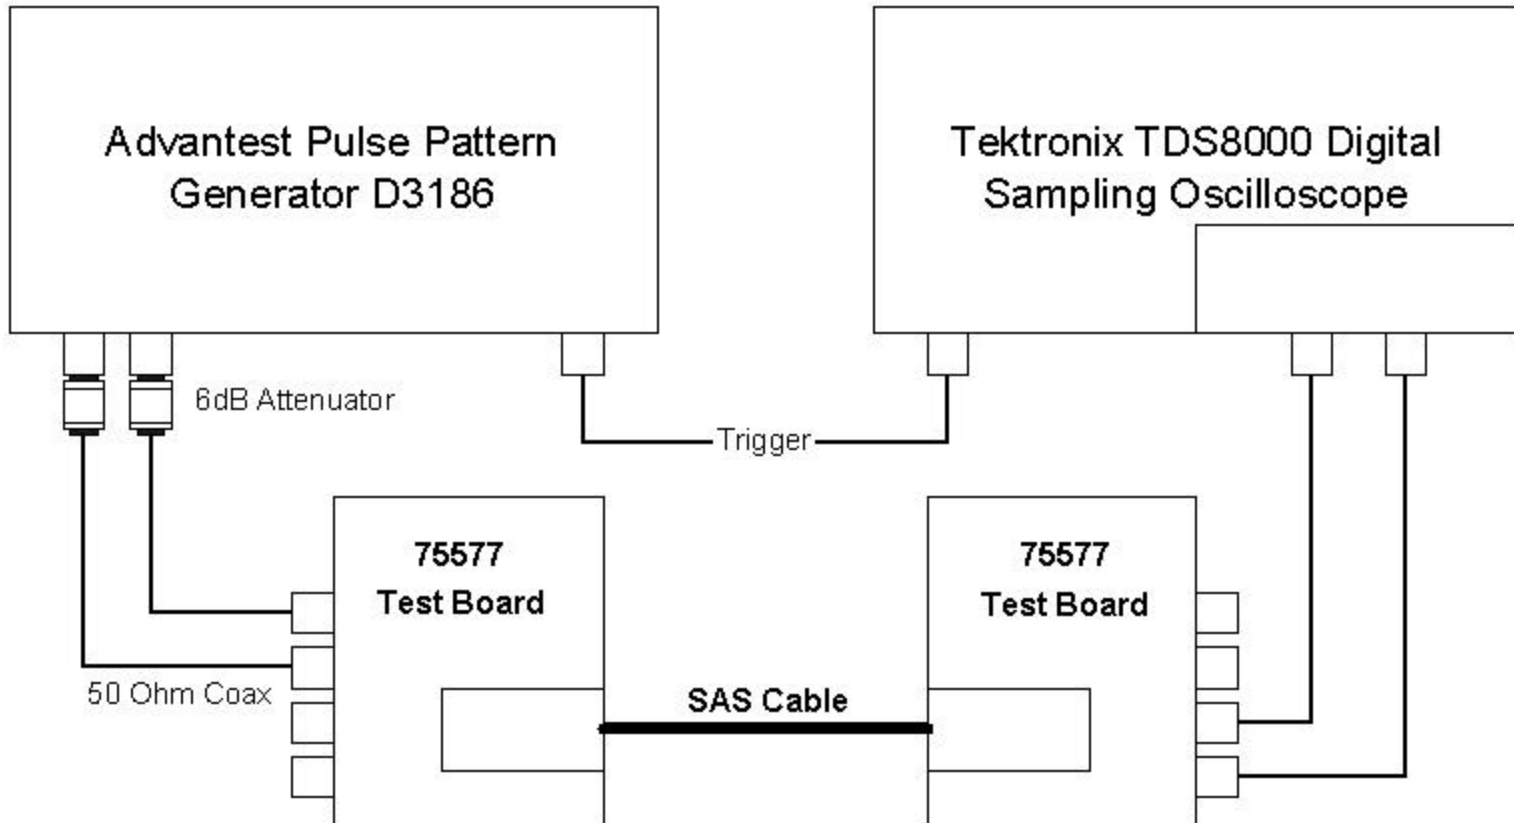 Advantest Pulse Pattern
Generator D3186
Tektronix TDS8000 Digital
Sampling Oscilloscope
6dB Attenuator
Trigger
75577
Test Board
75577
Test Board
50 Ohm Coax
SAS Cable